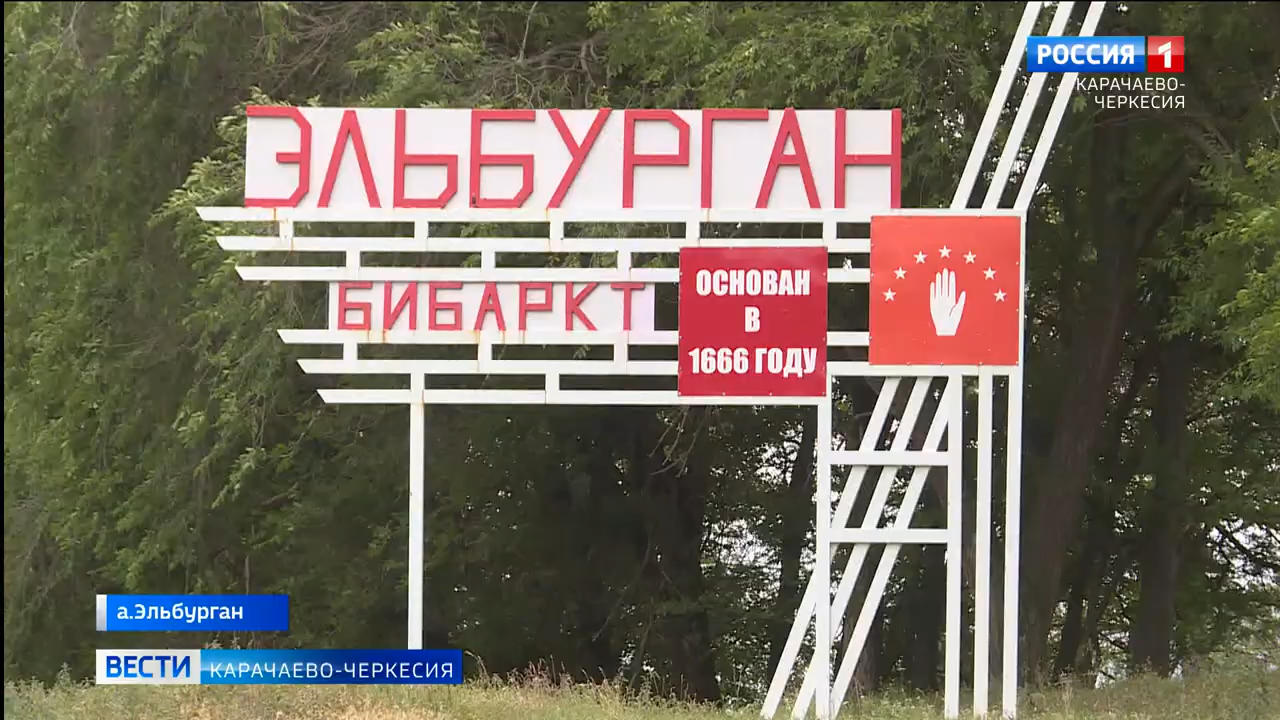 РОССИЯ 1
КАРАЧАЕВО-
ЧЕРКЕСИЯ
ЭЛЬБУРГАН
БИБАРКТ
ОСНОВАН
В
1666 ГОДУ
а.Эльбурган
ВЕСТИ КАРАЧАЕВО-ЧЕРКЕСИЯ